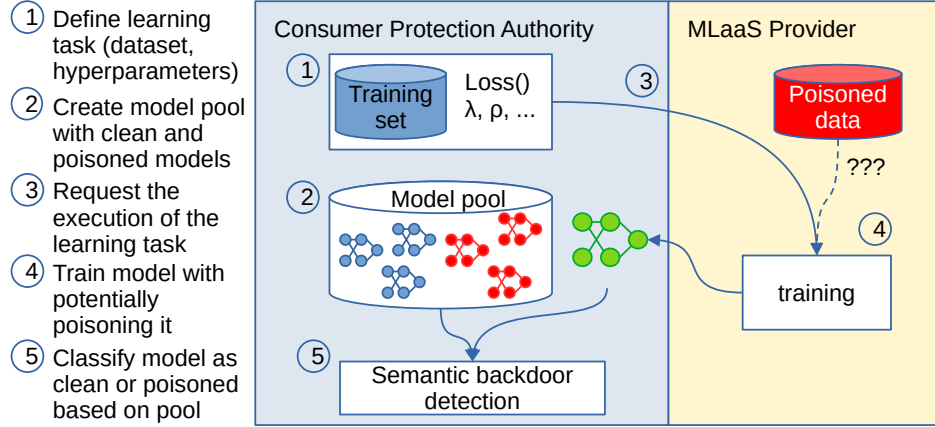 1 Define learning
task (dataset,
hyperparameters)
2 Create model pool
with clean and
poisoned models
3 Request the
execution of the
learning task
4 Train model with
potentially
poisoning it
5 Classify model as
clean or poisoned
based on pool
Consumer Protection Authority
1
Training
set
Loss()
λ, ρ, ...
3
2
Model pool
5
Semantic backdoor
detection
MLaaS Provider
Poisoned
data
???
4
training